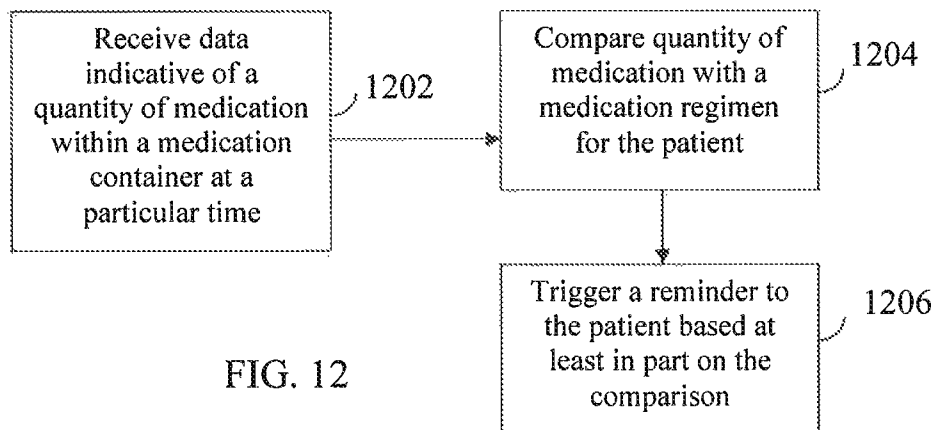 Receive data
indicative of a
quantity of medication
within a medication
container at a
particular time
1202
Compare quantity of
medication with a
medication regimen
for the patient
1204
Trigger a reminder to
the patient based at
least in part on the
comparison
1206
FIG. 12